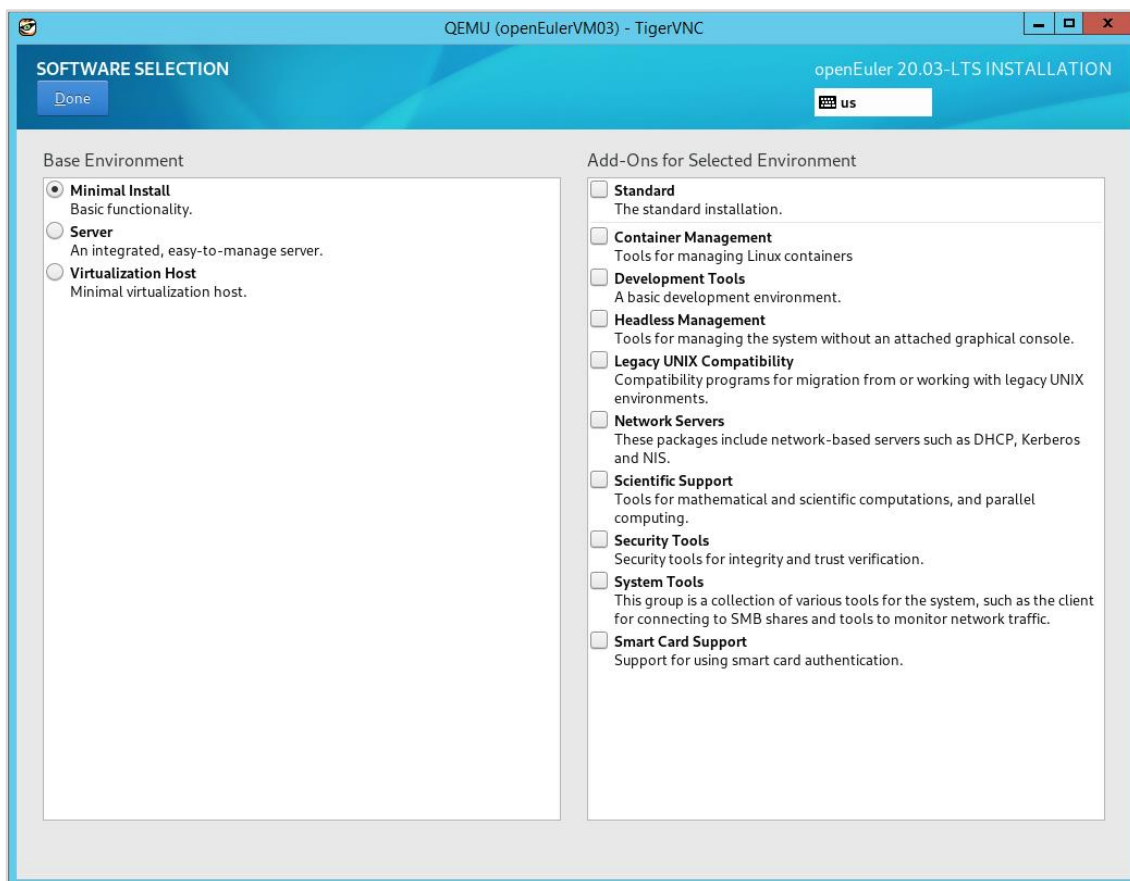 QEMU (openEulerVM03) - TigerVNC
SOFTWARE SELECTION
Done
openEuler 20.03-LTS INSTALLATION
us
Base Environment
Minimal Install
Basic functionality.
Server
An integrated, easy-to-manage server.
Virtualization Host
Minimal virtualization host.
Add-Ons for Selected Environment
Standard
The standard installation.
Container Management
Tools for managing Linux containers
Development Tools
A basic development environment.
Headless Management
Tools for managing the system without an attached graphical console.
Legacy UNIX Compatibility
Compatibility programs for migration from or working with legacy UNIX
environments.
Network Servers
These packages include network-based servers such as DHCP, Kerberos
and NIS.
Scientific Support
Tools for mathematical and scientific computations, and parallel
computing.
Security Tools
Security tools for integrity and trust verification.
System Tools
This group is a collection of various tools for the system, such as the client
for connecting to SMB shares and tools to monitor network traffic.
Smart Card Support
Support for using smart card authentication.